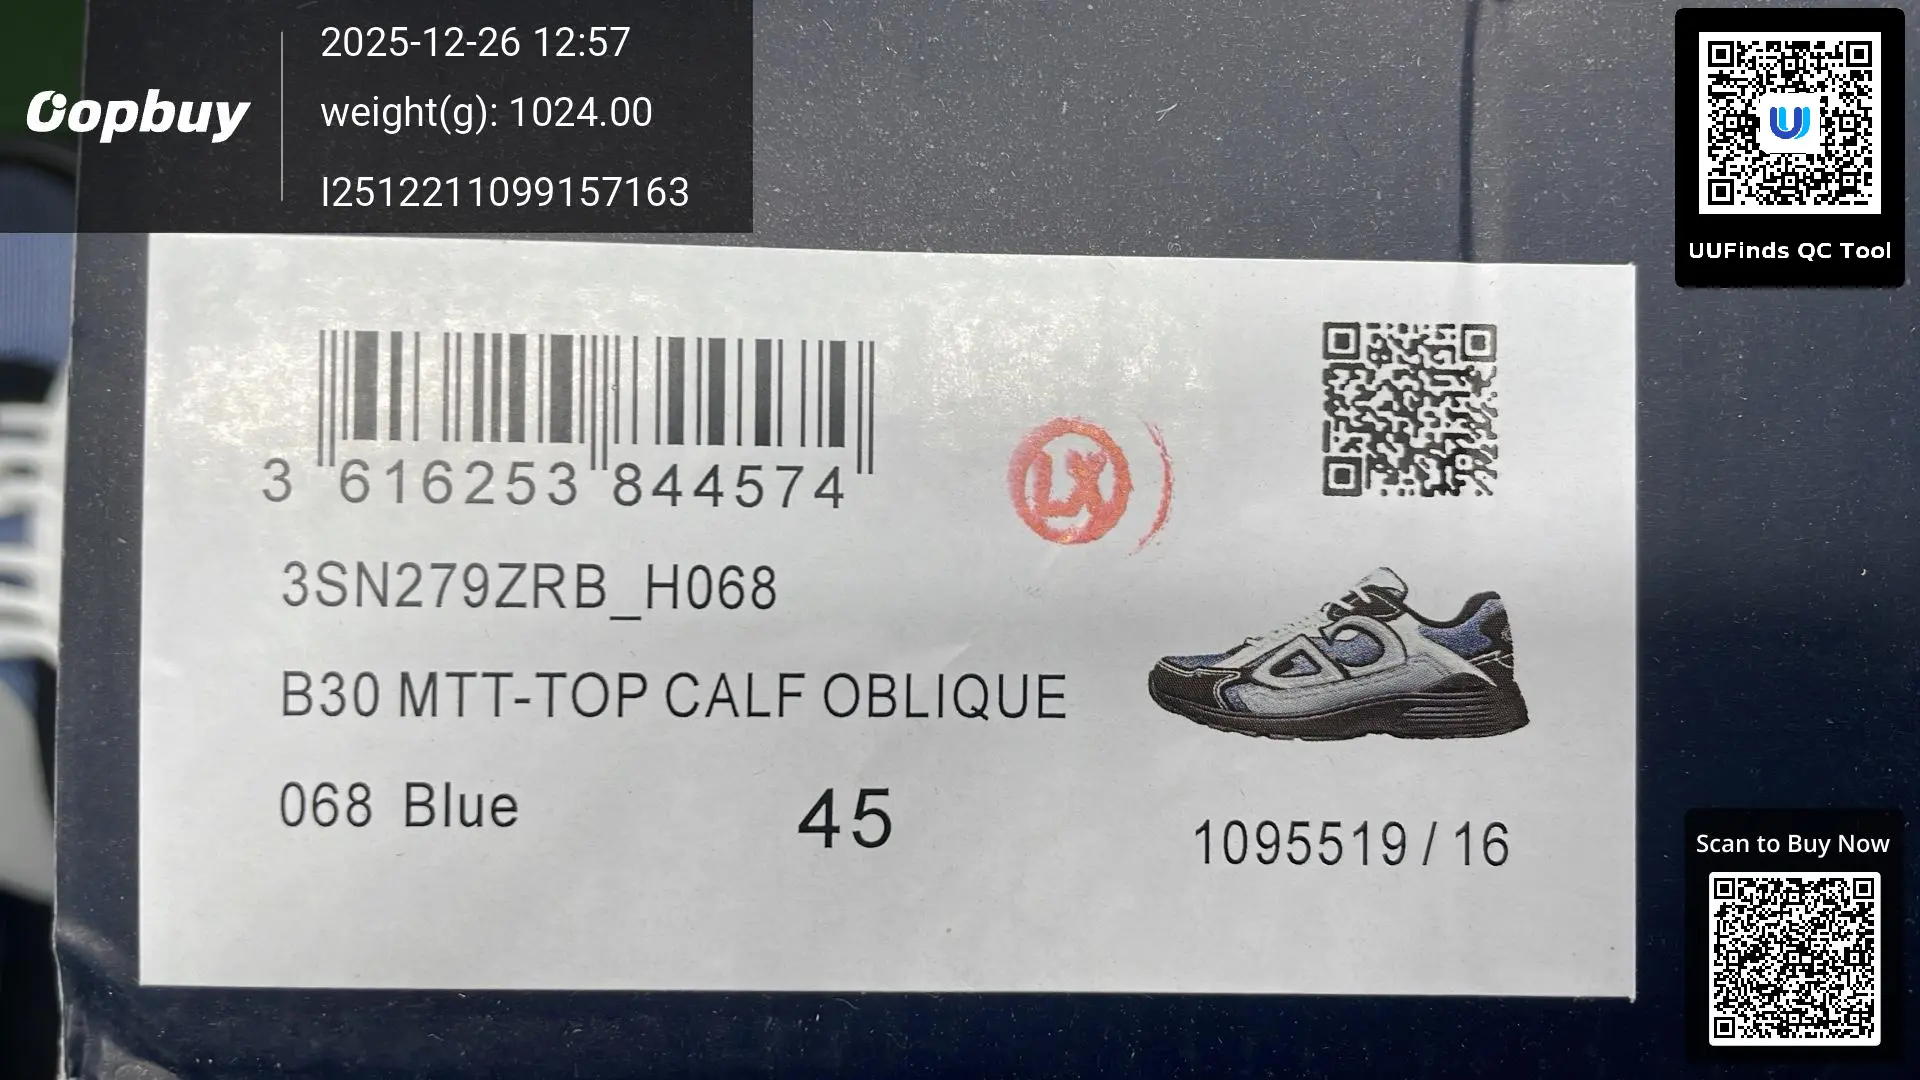 Oopbuy
2025-12-26 12:57
weight(g): 1024.00
I2512211099157163
UUFinds QC Tool
3 616253 844574
LX
3SN279ZRB_H068
B30 MTT-TOP CALF OBLIQUE
068 Blue
45
1095519 / 16
Scan to Buy Now